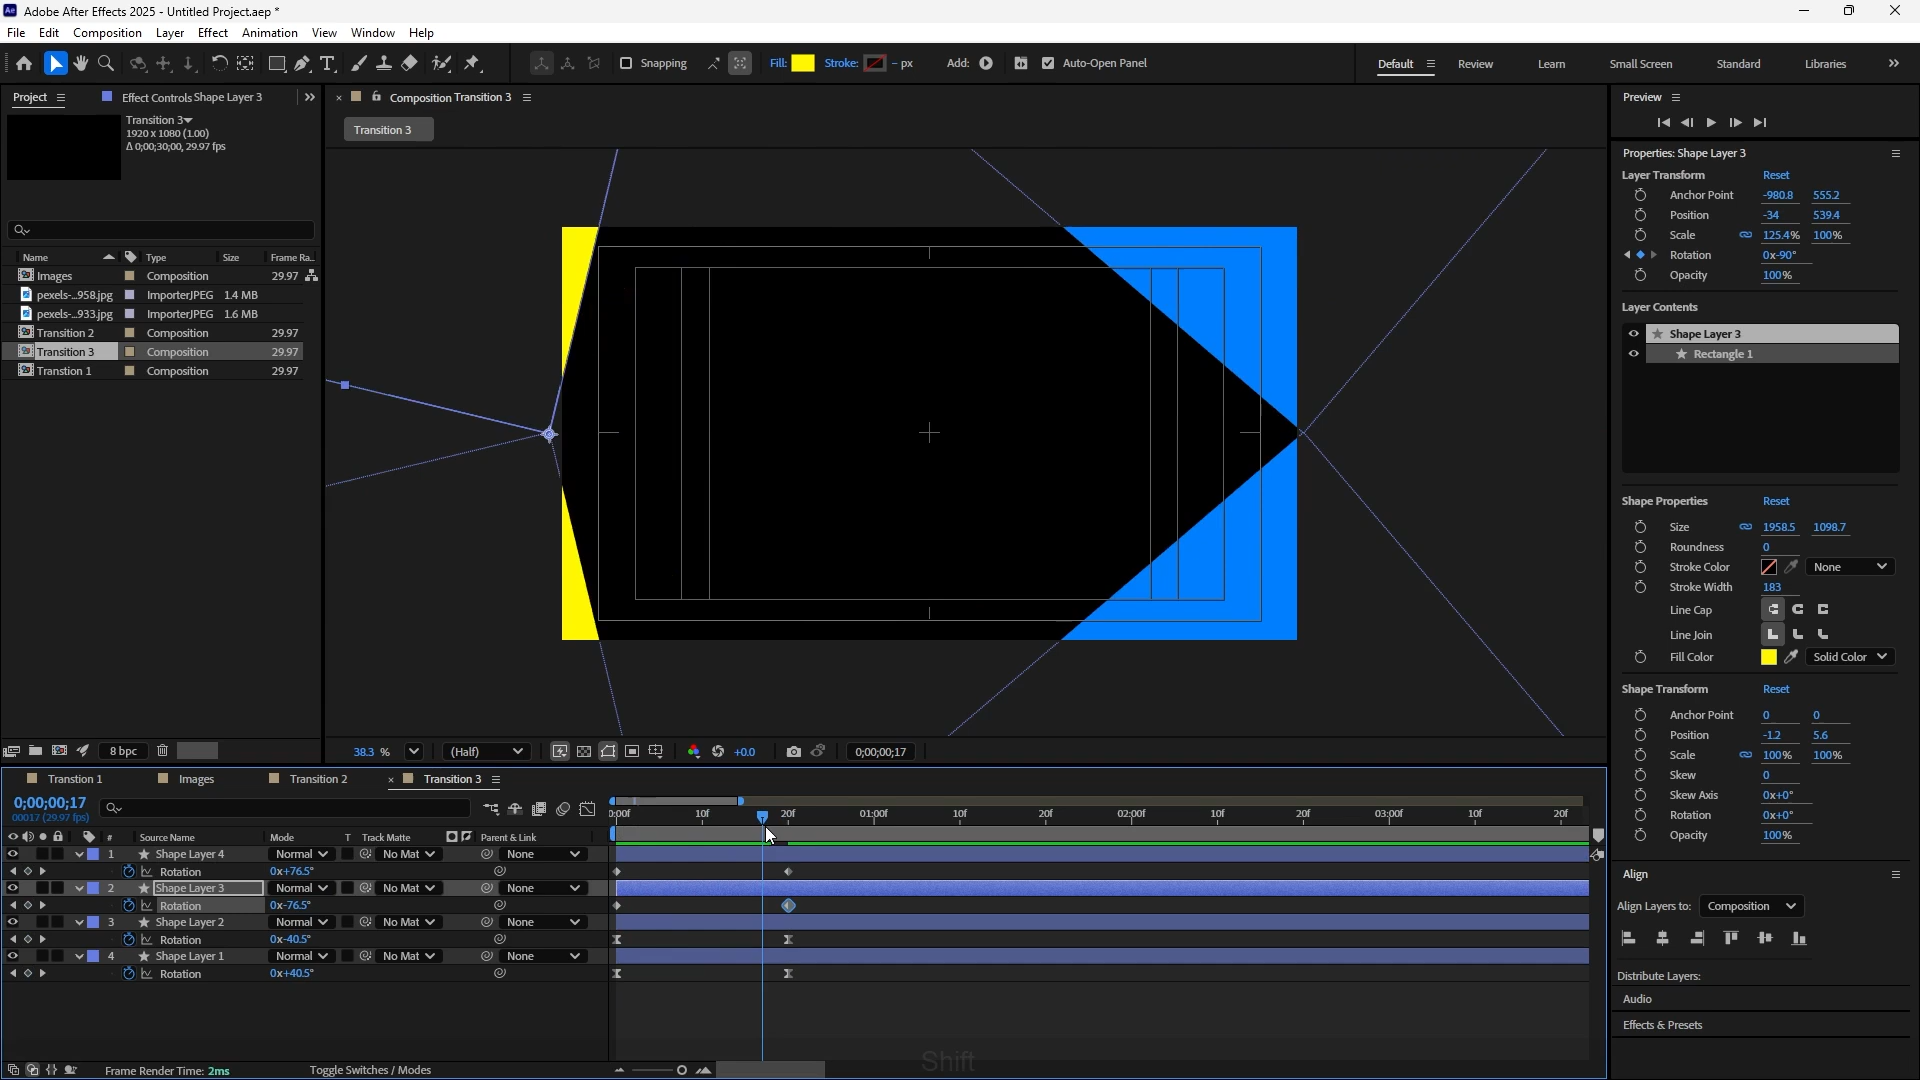 Adobe After Effects 2025 - Untitled Project.aep *
File Edit Composition Layer Effect Animation View Window Help
Snapping
Fill: Stroke: - px Add: Auto-Open Panel
Default Review Learn Small Screen Standard Libraries
Project Effect Controls Shape Layer 3
Composition Transition 3
Transition 3
Transition 3
1920 x 1080 (1.00)
Δ 0;00;30;00, 29.97 fps
Name Type Size Frame Ra..
Images Composition 29.97
pexels-...958.jpg ImporterJPEG 1.4 MB
pexels-...933.jpg ImporterJPEG 1.6 MB
Transition 2 Composition 29.97
Transition 3 Composition 29.97
Transtion 1 Composition 29.97
8 bpc
38.3 % (Half) +0.0 0;00;00;17
Preview
Properties: Shape Layer 3
Layer Transform Reset
Anchor Point -980.8 555.2
Position -34 539.4
Scale 125.4% 100%
Rotation 0x-90°
Opacity 100%
Layer Contents
Shape Layer 3
Rectangle 1
Shape Properties Reset
Size 1958.5 1098.7
Roundness 0
Stroke Color None
Stroke Width 183
Line Cap
Line Join
Fill Color Solid Color
Shape Transform Reset
Anchor Point 0 0
Position -1.2 5.6
Scale 100% 100%
Skew 0
Skew Axis 0x+0°
Rotation 0x+0°
Opacity 100%
Align
Align Layers to: Composition
Distribute Layers:
Audio
Effects & Presets
Transtion 1 Images Transition 2 Transition 3
0;00;00;17
00017 (29.97 fps)
0:00f 10f 20f 01:00f 10f 20f 02:00f 10f 20f 03:00f 10f 20f
# Source Name Mode T Track Matte Parent & Link
1 Shape Layer 4 Normal No Mat None
Rotation 0x+76.5°
2 Shape Layer 3 Normal No Mat None
Rotation 0x-76.5°
3 Shape Layer 2 Normal No Mat None
Rotation 0x-40.5°
4 Shape Layer 1 Normal No Mat None
Rotation 0x+40.5°
Frame Render Time: 2ms Toggle Switches / Modes
Shift